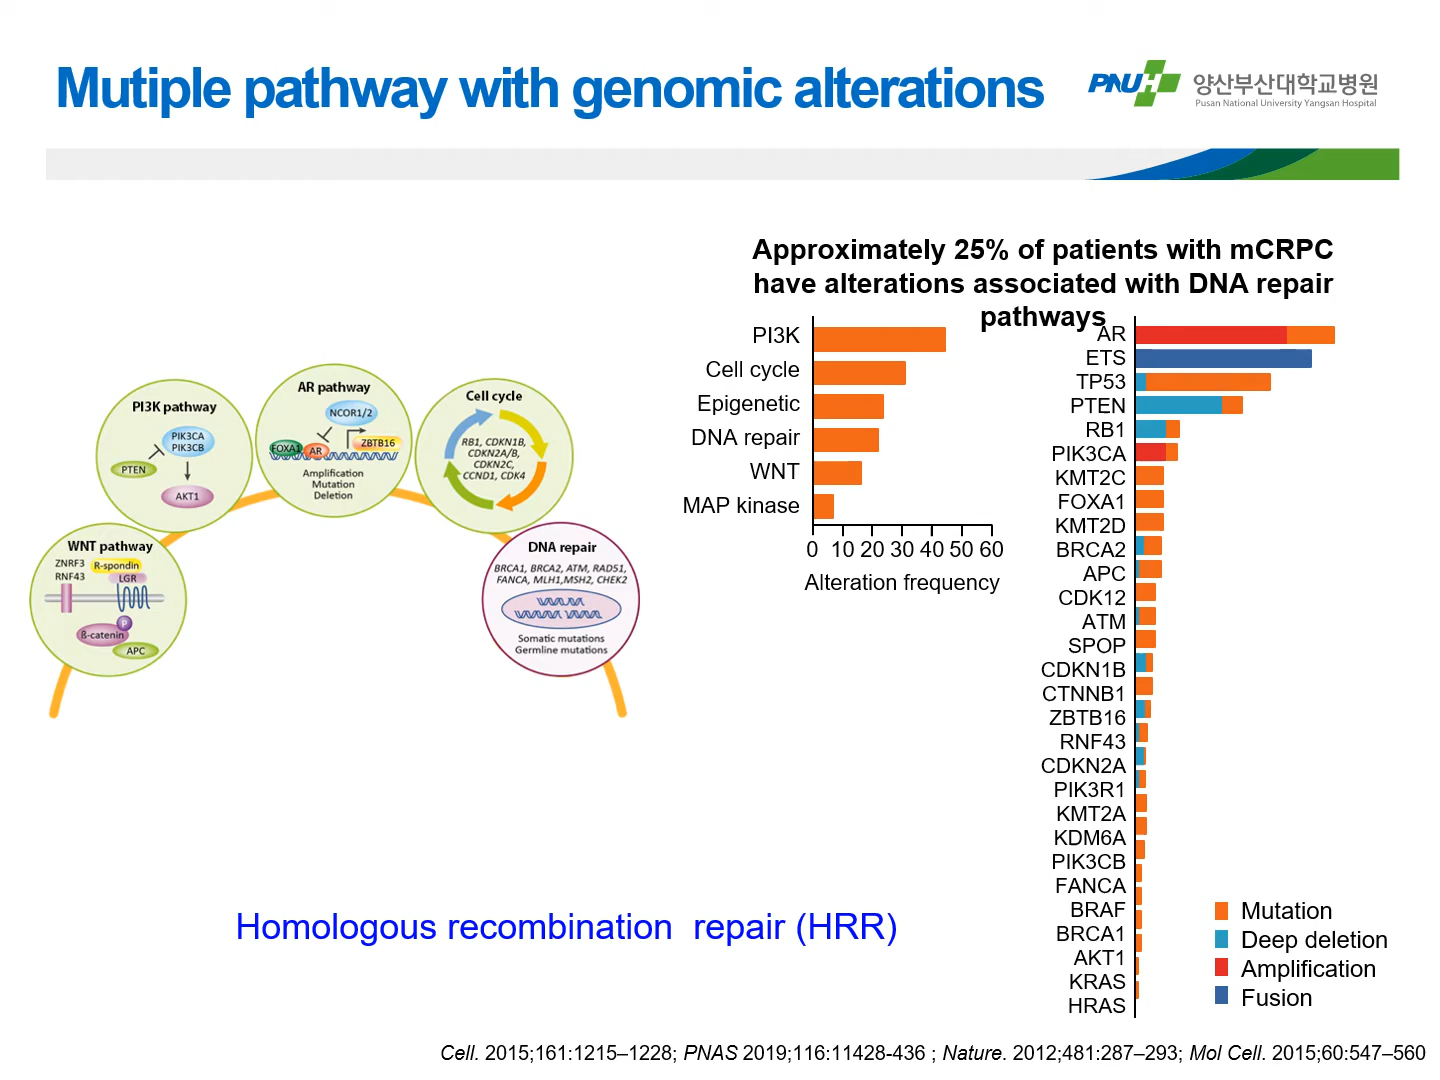 Mutiple pathway with genomic alterations
PNUH
양산부산대학교병원
Pusan National University Yangsan Hospital
Approximately 25% of patients with mCRPC
have alterations associated with DNA repair
pathways
PI3K pathway
PIK3CA
PIK3CB
PTEN
AKT1
AR pathway
NCOR1/2
FOXA1
AR
ZBTB16
Amplification
Mutation
Deletion
Cell cycle
RB1, CDKN1B,
CDKN2A/B,
CDKN2C,
CCND1, CDK4
WNT pathway
ZNRF3
RNF43
R-spondin
LGR
P
ß-catenin
APC
DNA repair
BRCA1, BRCA2, ATM, RAD51,
FANCA, MLH1,MSH2, CHEK2
Somatic mutations
Germline mutations
PI3K
Cell cycle
Epigenetic
DNA repair
WNT
MAP kinase
0 10 20 30 40 50 60
Alteration frequency
AR
ETS
TP53
PTEN
RB1
PIK3CA
KMT2C
FOXA1
KMT2D
BRCA2
APC
CDK12
ATM
SPOP
CDKN1B
CTNNB1
ZBTB16
RNF43
CDKN2A
PIK3R1
KMT2A
KDM6A
PIK3CB
FANCA
BRAF
BRCA1
AKT1
KRAS
HRAS
Mutation
Deep deletion
Amplification
Fusion
Homologous recombination  repair (HRR)
Cell. 2015;161:1215–1228; PNAS 2019;116:11428-436 ; Nature. 2012;481:287–293; Mol Cell. 2015;60:547–560